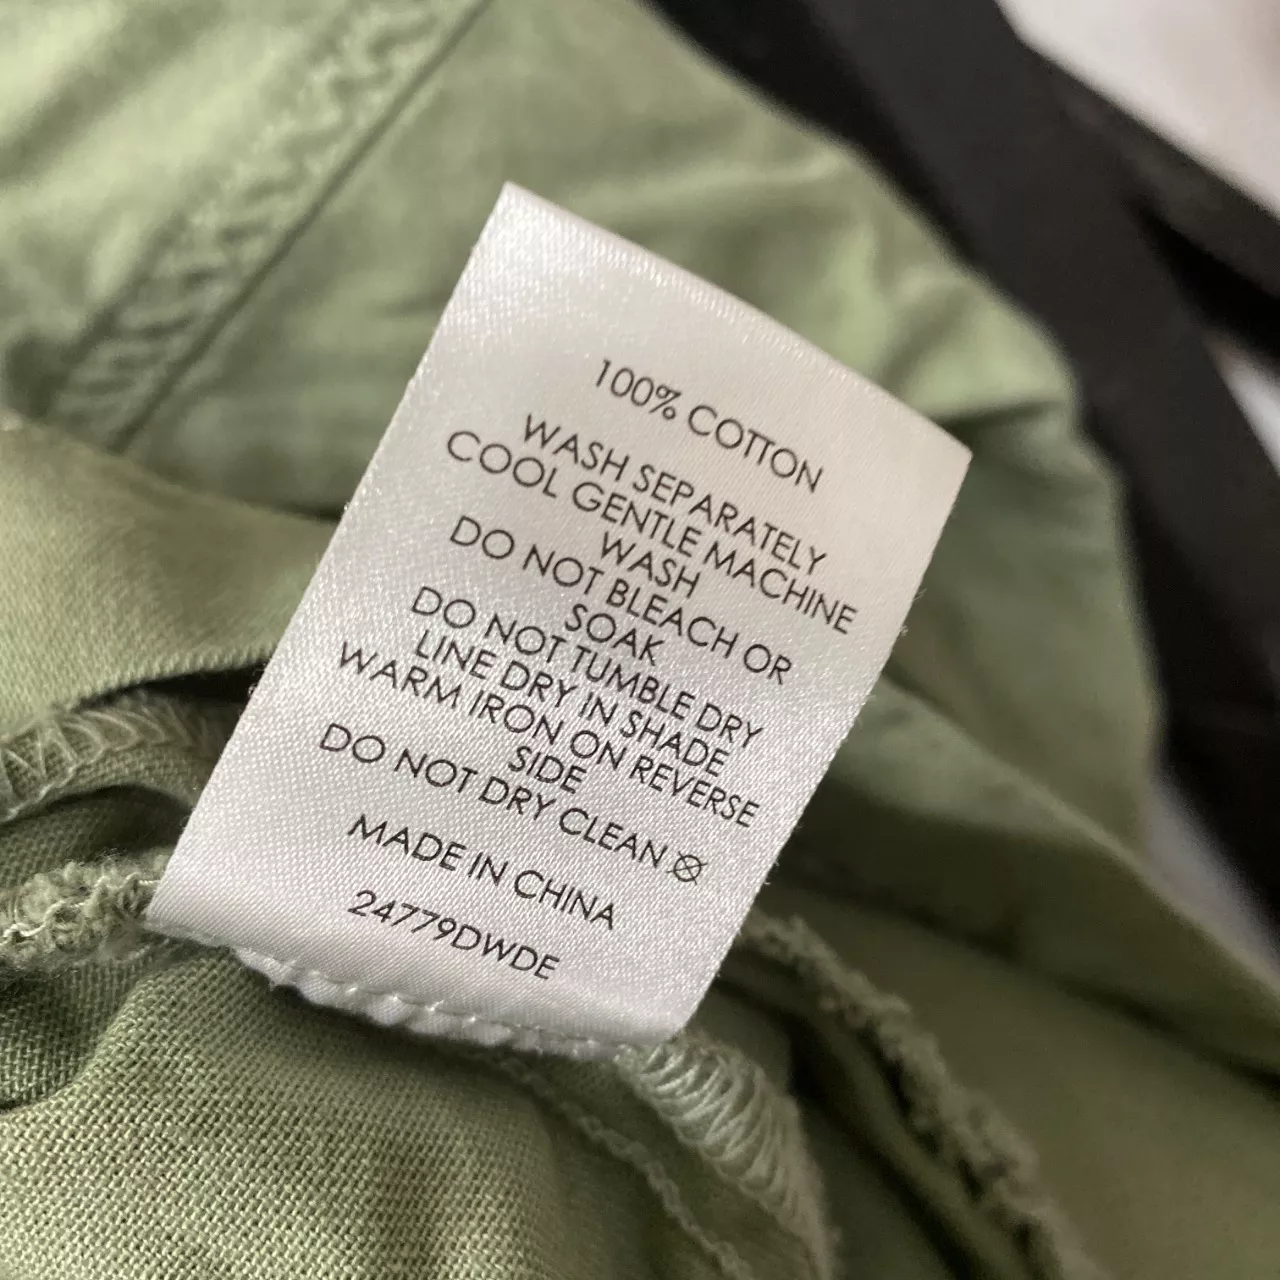 100% COTTON
WASH SEPARATELY
COOL GENTLE MACHINE
WASH
DO NOT BLEACH OR
SOAK
DO NOT TUMBLE DRY
LINE DRY IN SHADE
WARM IRON ON REVERSE
SIDE
DO NOT DRY CLEAN
MADE IN CHINA
24779DWDE